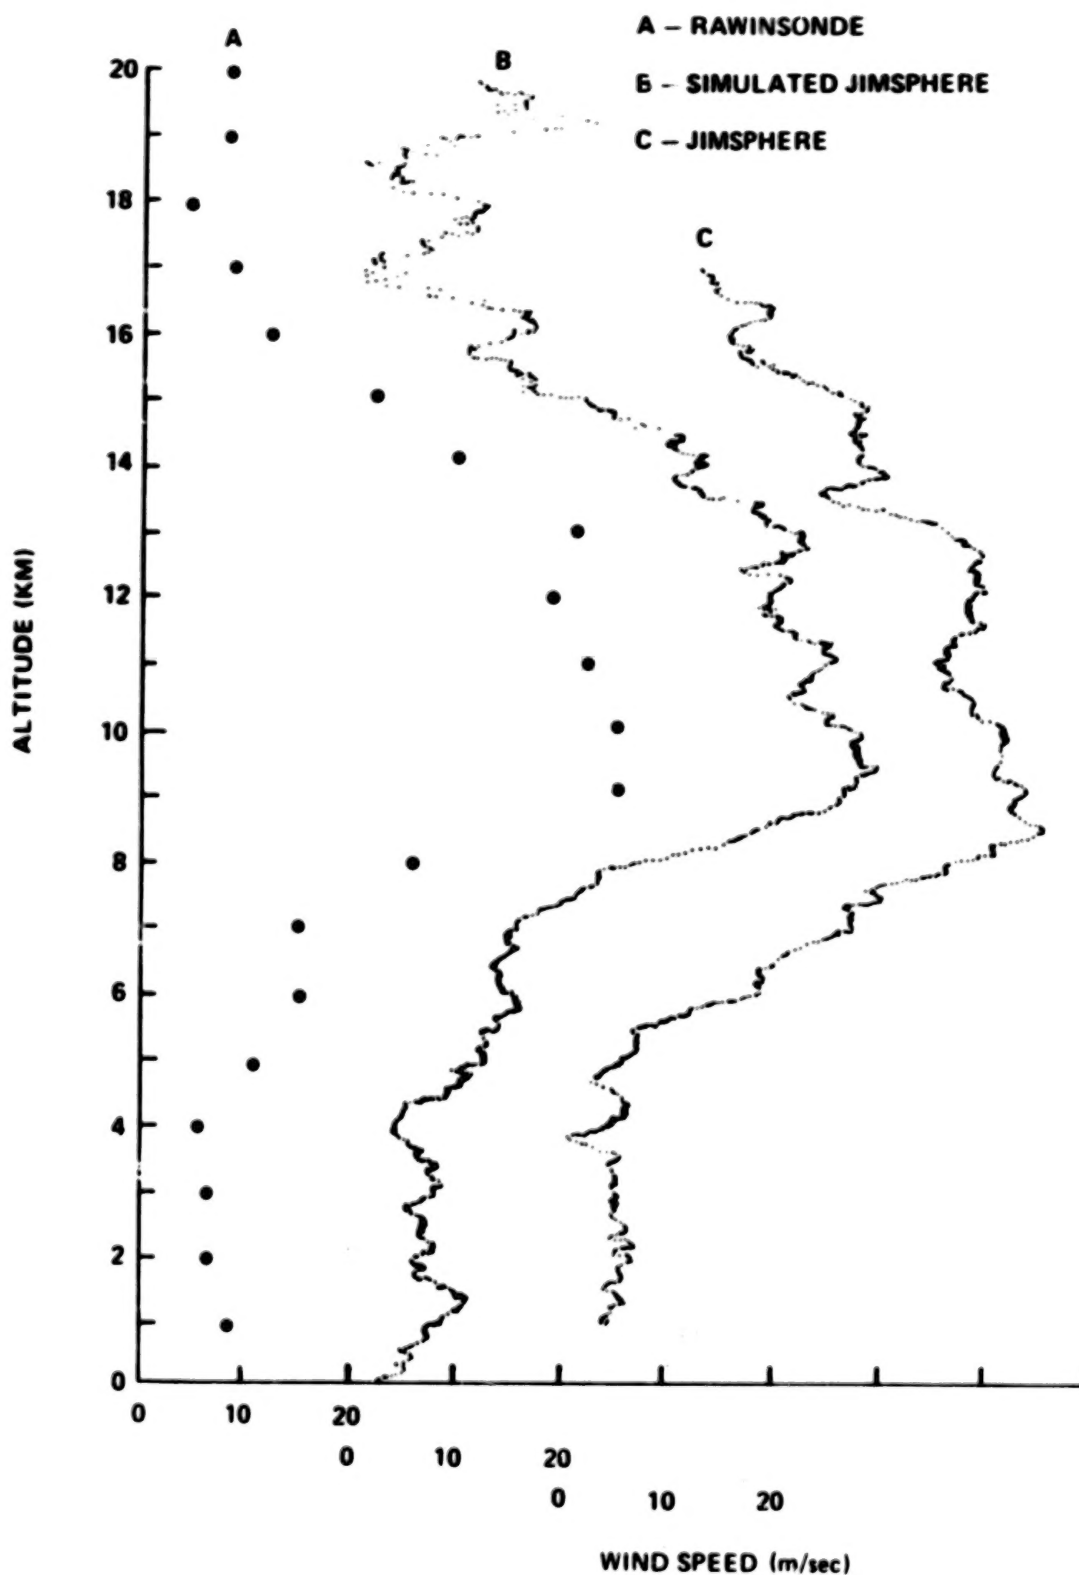 A – RAWINSONDE
B – SIMULATED JIMSPHERE
C – JIMSPHERE
A
B
C
20
18
16
14
12
10
8
6
4
2
0
ALTITUDE (KM)
0 10 20
0 10 20
0 10 20
WIND SPEED (m/sec)